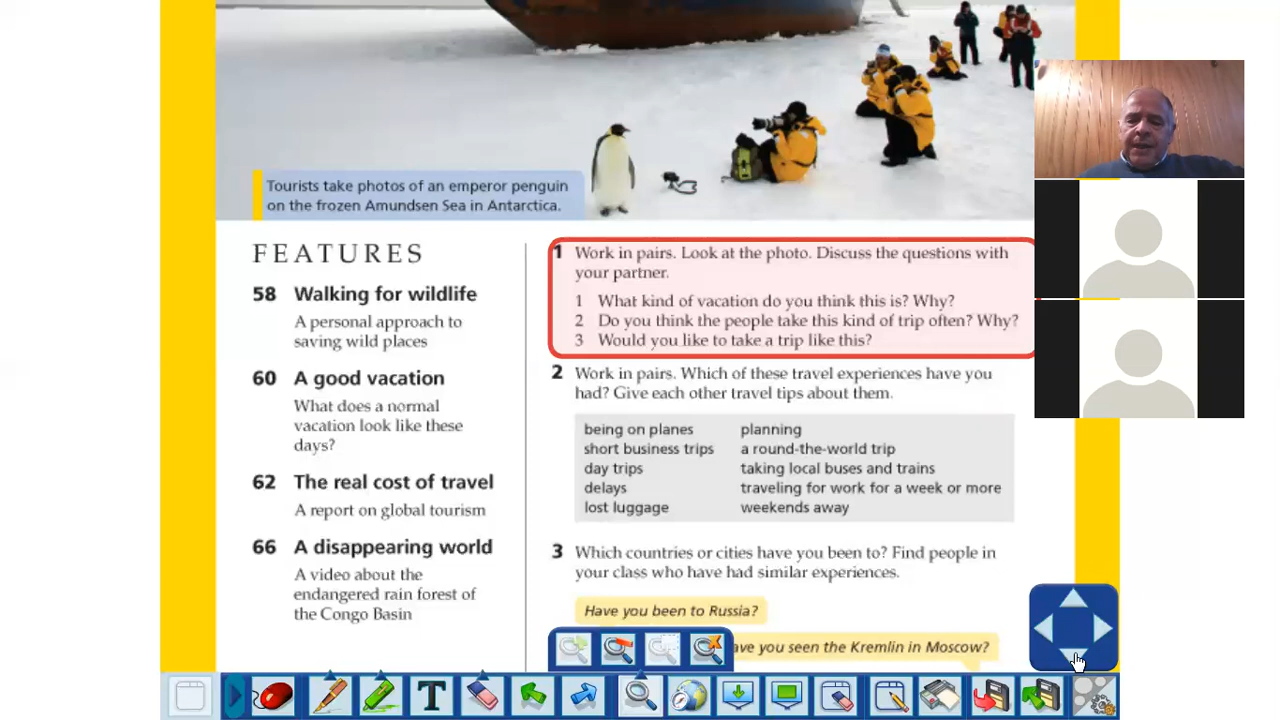 Tourists take photos of an emperor penguin
on the frozen Amundsen Sea in Antarctica.
FEATURES
58 Walking for wildlife
A personal approach to
saving wild places
60 A good vacation
What does a normal
vacation look like these
days?
62 The real cost of travel
A report on global tourism
66 A disappearing world
A video about the
endangered rain forest of
the Congo Basin
1 Work in pairs. Look at the photo. Discuss the questions with
your partner.
1 What kind of vacation do you think this is? Why?
2 Do you think the people take this kind of trip often? Why?
3 Would you like to take a trip like this?
2 Work in pairs. Which of these travel experiences have you
had? Give each other travel tips about them.
being on planes planning
short business trips a round-the-world trip
day trips taking local buses and trains
delays traveling for work for a week or more
lost luggage weekends away
3 Which countries or cities have you been to? Find people in
your class who have had similar experiences.
Have you been to Russia?
ave you seen the Kremlin in Moscow?
T